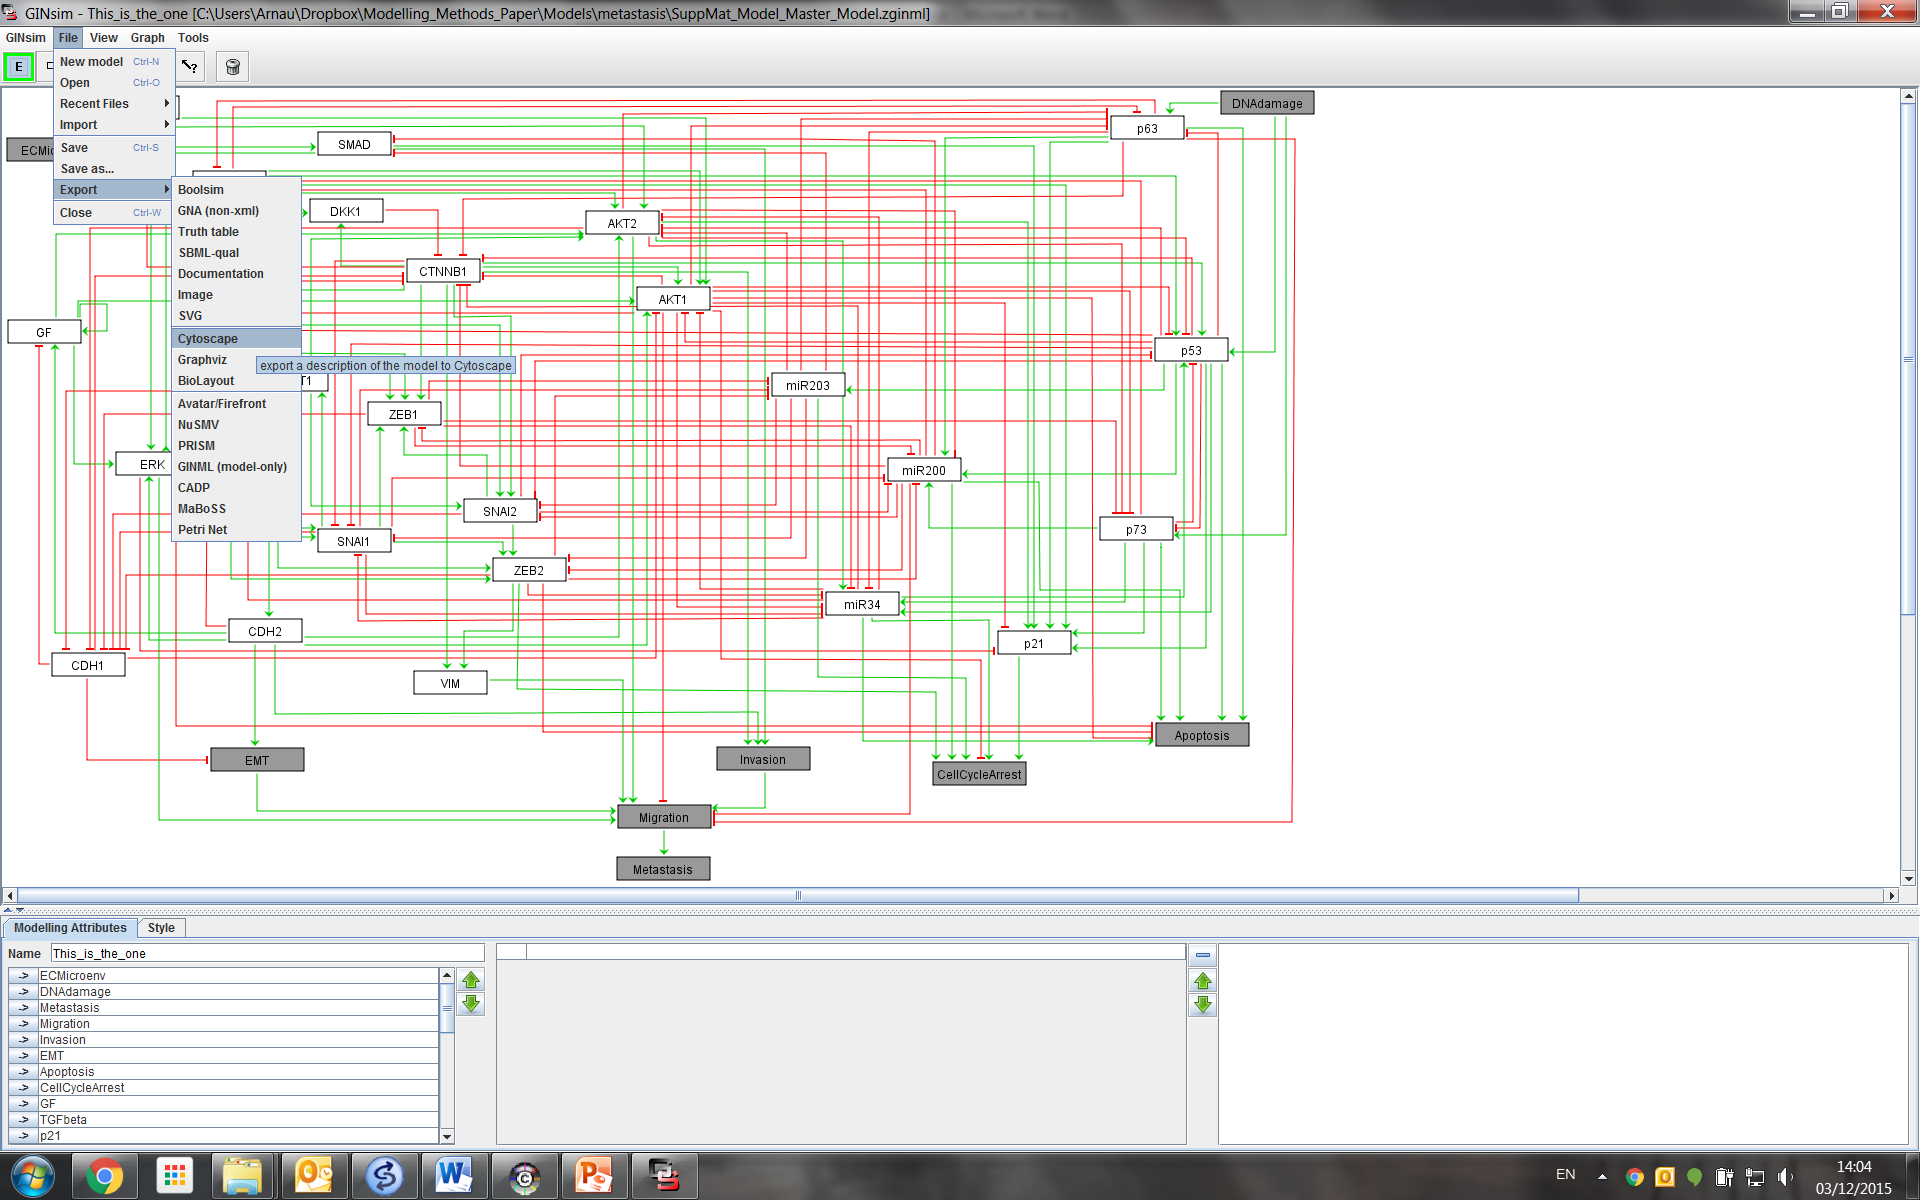 GINsim - This_is_the_one [C:\Users\Arnau\Dropbox\Modelling_Methods_Paper\Models\metastasis\SuppMat_Model_Master_Model.zginml]
GINsim File View Graph Tools
E
New model Ctrl-N
Open Ctrl-O
Recent Files
Import
Save Ctrl-S
Save as...
Export
Close Ctrl-W
Boolsim
GNA (non-xml)
Truth table
SBML-qual
Documentation
Image
SVG
Cytoscape
Graphviz
BioLayout
Avatar/Firefront
NuSMV
PRISM
GINML (model-only)
CADP
MaBoSS
Petri Net
export a description of the model to Cytoscape
DNAdamage
p63
SMAD
DKK1
AKT2
CTNNB1
AKT1
GF
p53
miR203
ZEB1
ERK
miR200
SNAI2
p73
SNAI1
ZEB2
miR34
CDH2
p21
CDH1
VIM
Apoptosis
EMT
Invasion
CellCycleArrest
Migration
Metastasis
Modelling Attributes Style
Name This_is_the_one
-> ECMicroenv
-> DNAdamage
-> Metastasis
-> Migration
-> Invasion
-> EMT
-> Apoptosis
-> CellCycleArrest
-> GF
-> TGFbeta
-> p21
EN
14:04
03/12/2015